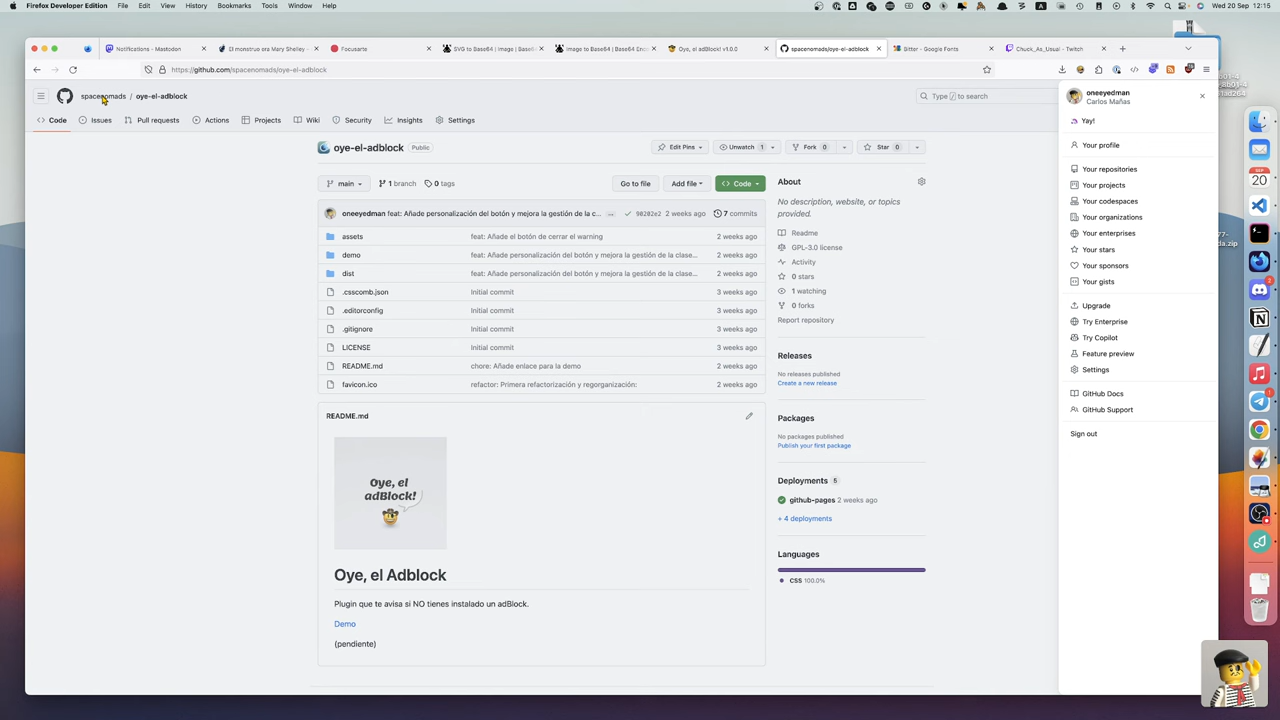 Firefox Developer Edition File Edit View History Bookmarks Tools Window Help Wed 20 Sep 12:15
Notifications - Mastodon
El monstruo era Mary Shelley -
Focusarte
SVG to Base64 | Image | Base6
Image to Base64 | Base64 Enc
Oye, el adBlock! v1.0.0
spacenomads/oye-el-adblock
Bitter - Google Fonts
Chuck_As_Usual - Twitch
https://github.com/spacenomads/oye-el-adblock
spacenomads / oye-el-adblock
Type / to search
Code Issues Pull requests Actions Projects Wiki Security Insights Settings
oye-el-adblock Public
Edit Pins Unwatch 1 Fork 0 Star 0
main 1 branch 0 tags Go to file Add file Code
oneeyedman feat: Añade personalización del botón y mejora la gestión de la c... ... 90202e2 2 weeks ago 7 commits
assets feat: Añade el botón de cerrar el warning 2 weeks ago
demo feat: Añade personalización del botón y mejora la gestión de la clase... 2 weeks ago
dist feat: Añade personalización del botón y mejora la gestión de la clase... 2 weeks ago
.csscomb.json Initial commit 3 weeks ago
.editorconfig Initial commit 3 weeks ago
.gitignore Initial commit 3 weeks ago
LICENSE Initial commit 3 weeks ago
README.md chore: Añade enlace para la demo 2 weeks ago
favicon.ico refactor: Primera refactorización y regorganización: 2 weeks ago
README.md
Oye, el
adBlock!
Oye, el Adblock
Plugin que te avisa si NO tienes instalado un adBlock.
Demo
(pendiente)
About
No description, website, or topics
provided.
Readme
GPL-3.0 license
Activity
0 stars
1 watching
0 forks
Report repository
Releases
No releases published
Create a new release
Packages
No packages published
Publish your first package
Deployments 5
github-pages 2 weeks ago
+ 4 deployments
Languages
CSS 100.0%
oneeyedman
Carlos Mañas
Yay!
Your profile
Your repositories
Your projects
Your codespaces
Your organizations
Your enterprises
Your stars
Your sponsors
Your gists
Upgrade
Try Enterprise
Try Copilot
Feature preview
Settings
GitHub Docs
GitHub Support
Sign out
SEP
20